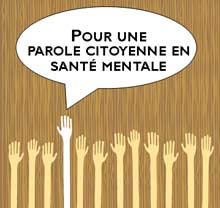 POUR UNE
PAROLE CITOYENNE EN
SANTÉ MENTALE